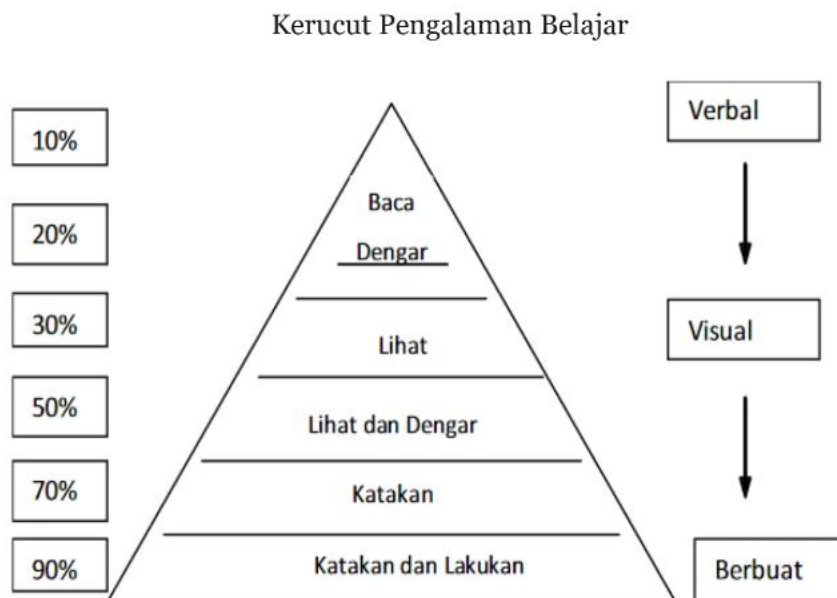 Kerucut Pengalaman Belajar
10%
Verbal
20%
Baca
Dengar
30%
Lihat
Visual
50%
Lihat dan Dengar
70%
Katakan
90%
Katakan dan Lakukan
Berbuat